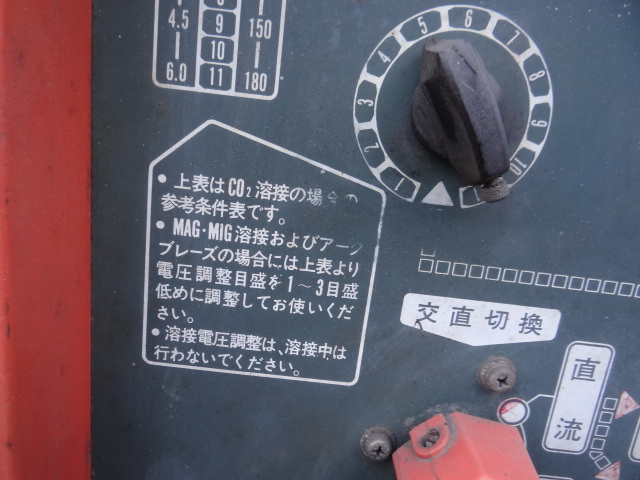 4.5
6.0
8
9
10
11
150
180
1
2
3
4
5
6
7
8
9
10
11
• 上表はCO₂溶接の場合の
参考条件表です。
• MAG・MIG溶接およびアーク
ブレーズの場合には上表より
電圧調整目盛を1〜3目盛
低めに調整してお使いくだ
さい。
• 溶接電圧調整は、溶接中は
行わないでください。
交直切換
直流